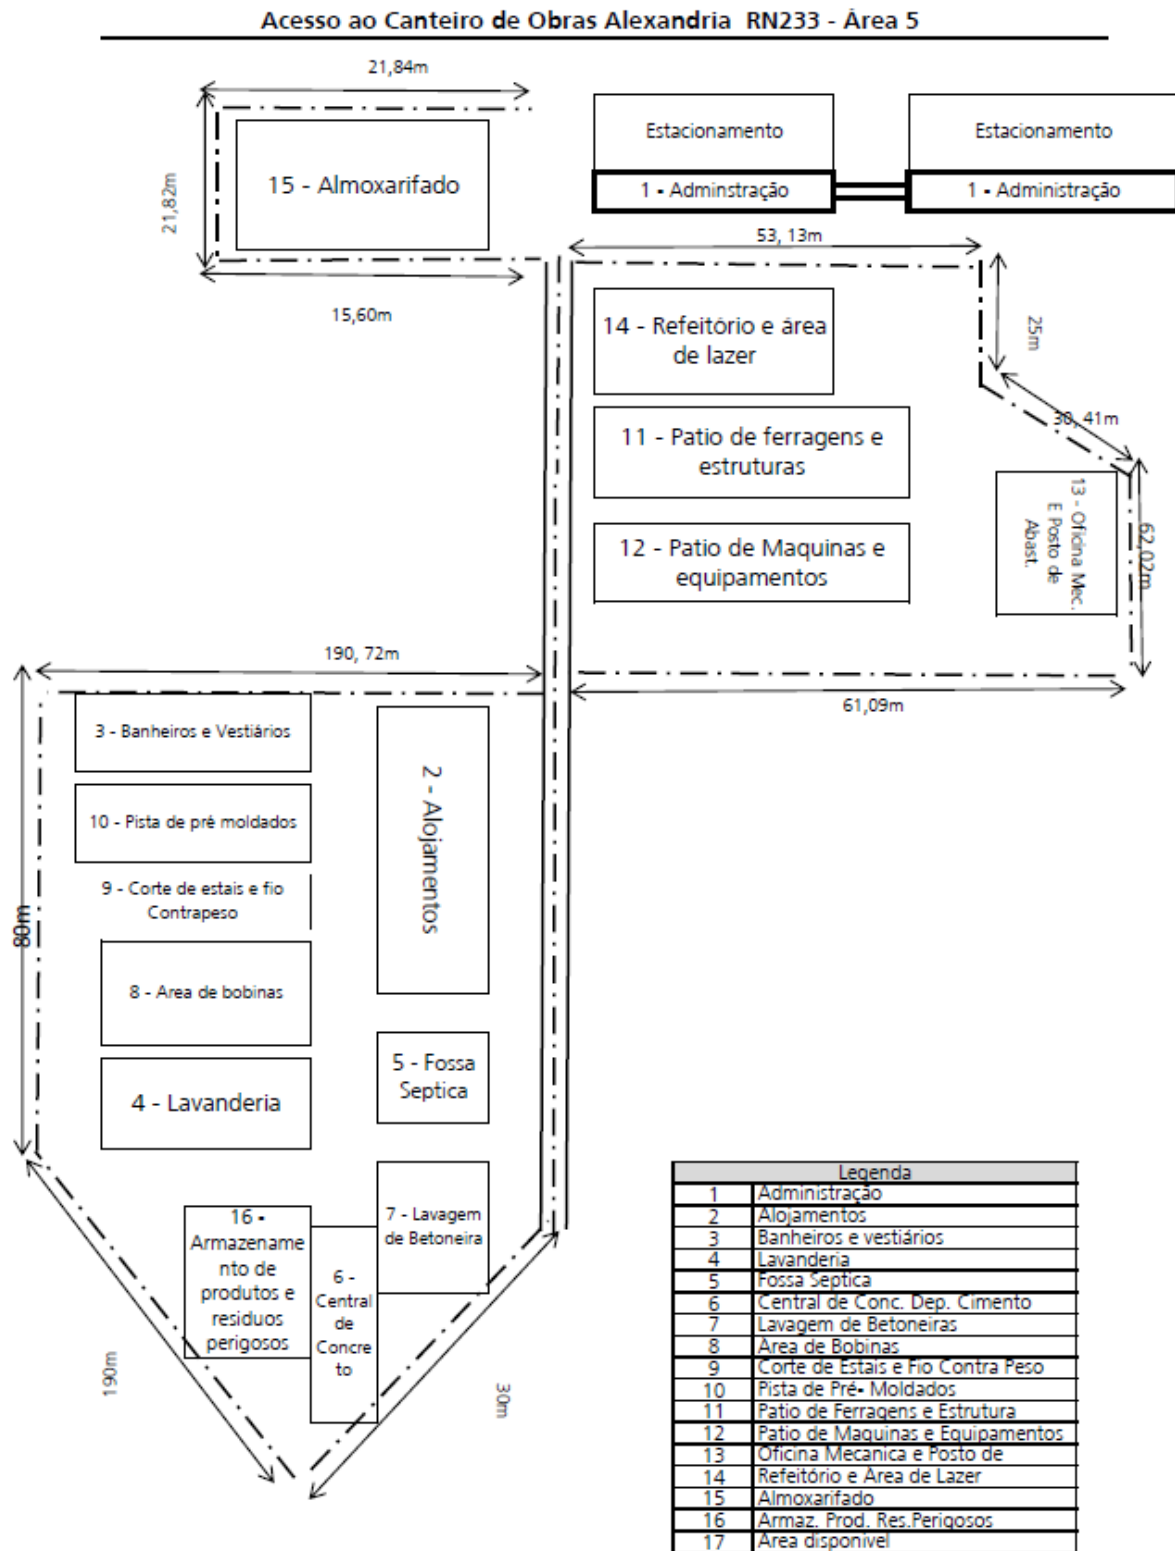 Acesso ao Canteiro de Obras Alexandria RN233 - Área 5
21,84m
Estacionamento
Estacionamento
21,82m
15 - Almoxarifado
1 - Adminstração
1 - Administração
53, 13m
15,60m
14 - Refeitório e área
de lazer
25m
30, 41m
11 - Patio de ferragens e
estruturas
13 - Oficina Mec.
E Posto de
Abast.
62,02m
12 - Patio de Maquinas e
equipamentos
190, 72m
61,09m
3 - Banheiros e Vestiários
2 - Alojamentos
10 - Pista de pré moldados
9 - Corte de estais e fio
Contrapeso
80m
8 - Area de bobinas
5 - Fossa
Septica
4 - Lavanderia
7 - Lavagem
de Betoneira
16 -
Armazename
nto de
produtos e
residuos
perigosos
6 -
Central
de
Concre
to
190m
30m
Legenda
1 Administração
2 Alojamentos
3 Banheiros e vestiários
4 Lavanderia
5 Fossa Septica
6 Central de Conc. Dep. Cimento
7 Lavagem de Betoneiras
8 Area de Bobinas
9 Corte de Estais e Fio Contra Peso
10 Pista de Pré- Moldados
11 Patio de Ferragens e Estrutura
12 Patio de Maquinas e Equipamentos
13 Oficina Mecanica e Posto de
14 Refeitório e Area de Lazer
15 Almoxarifado
16 Armaz. Prod. Res.Perigosos
17 Area disponivel